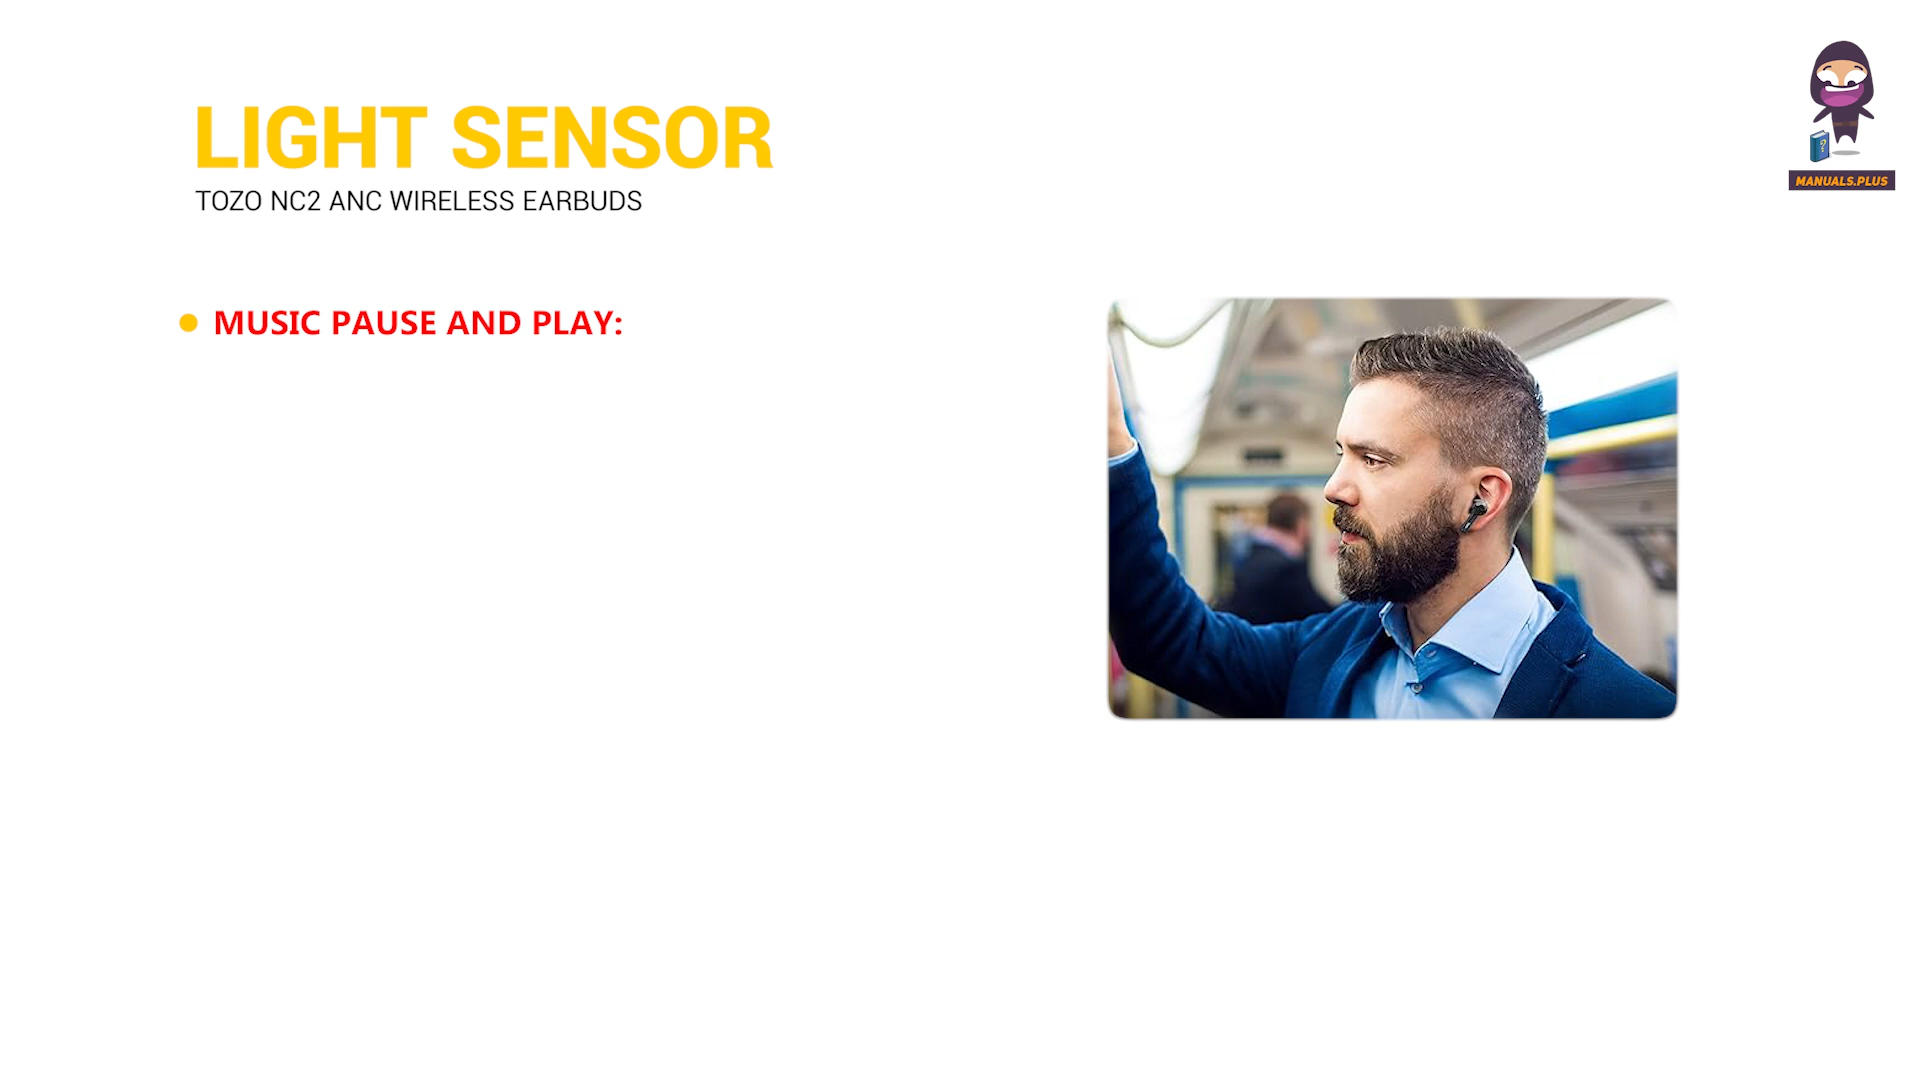 LIGHT SENSOR
TOZO NC2 ANC WIRELESS EARBUDS
MUSIC PAUSE AND PLAY:
?
MANUALS.PLUS